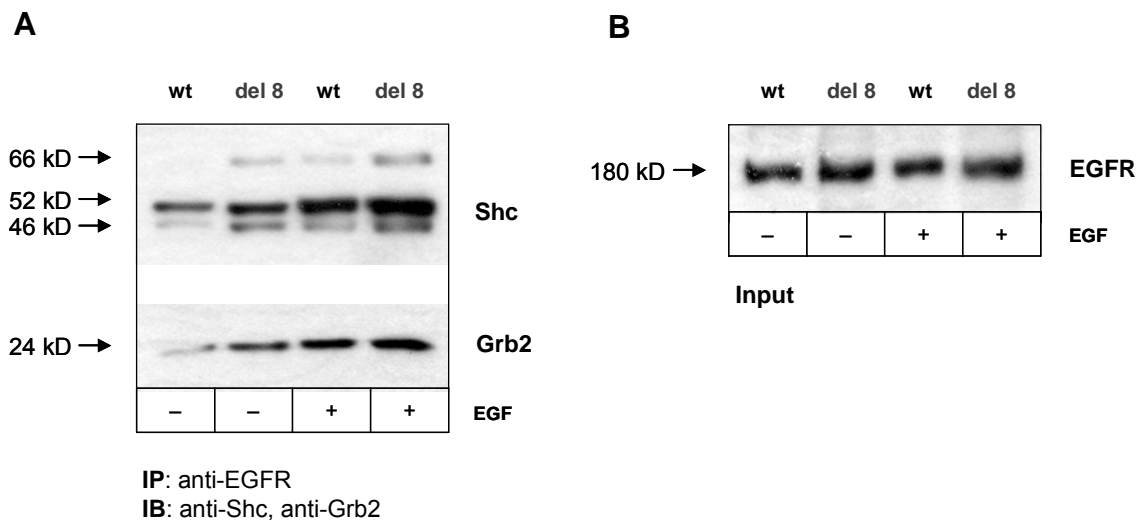 A
wt del 8 wt del 8
66 kD
52 kD
46 kD
Shc
24 kD
Grb2
– – + + EGF
IP: anti-EGFR
IB: anti-Shc, anti-Grb2
B
wt del 8 wt del 8
180 kD
EGFR
– – + + EGF
Input